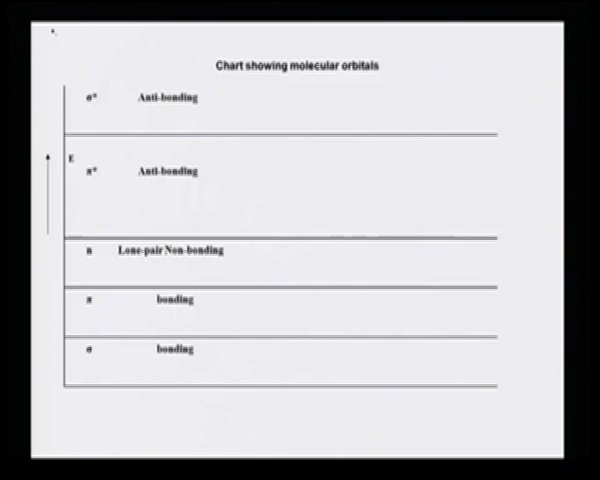 Chart showing molecular orbitals
σ* Anti-bonding
E
π* Anti-bonding
n Lone-pair Non-bonding
π bonding
σ bonding